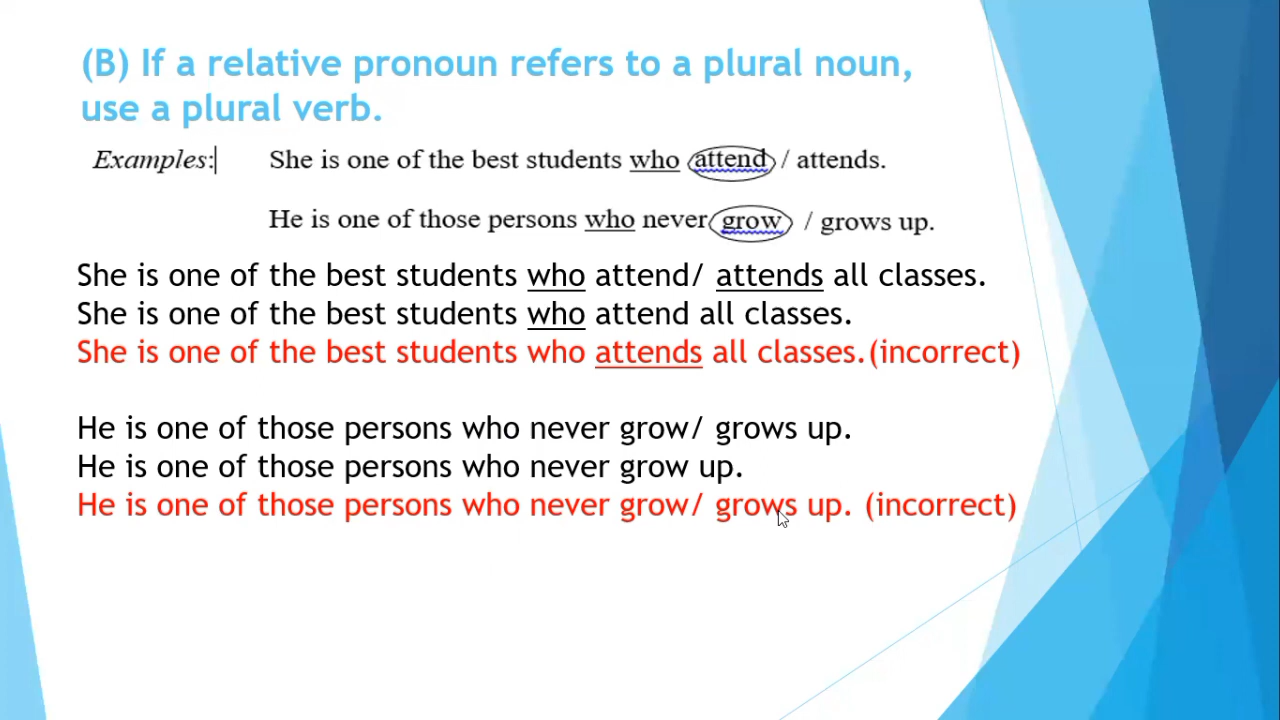 (B) If a relative pronoun refers to a plural noun,
use a plural verb.
Examples: She is one of the best students who attend / attends.
He is one of those persons who never grow / grows up.
She is one of the best students who attend/ attends all classes.
She is one of the best students who attend all classes.
She is one of the best students who attends all classes.(incorrect)
He is one of those persons who never grow/ grows up.
He is one of those persons who never grow up.
He is one of those persons who never grow/ grows up. (incorrect)